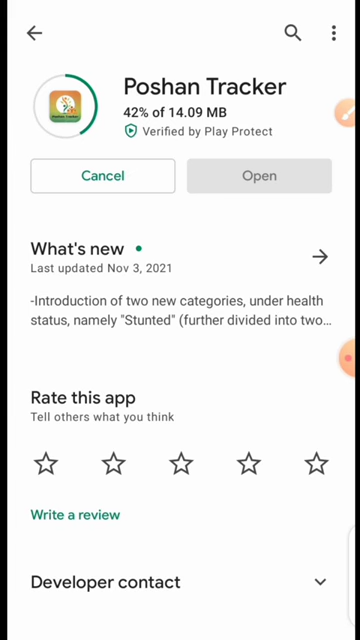 Poshan Tracker
Poshan Tracker
42% of 14.09 MB
Verified by Play Protect
Cancel
Open
What's new
Last updated Nov 3, 2021
-Introduction of two new categories, under health
status, namely "Stunted" (further divided into two...
Rate this app
Tell others what you think
Write a review
Developer contact